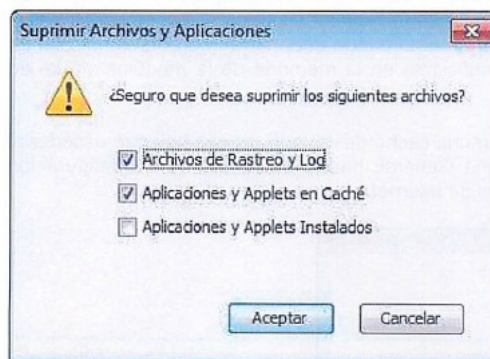 Suprimir Archivos y Aplicaciones
¿Seguro que desea suprimir los siguientes archivos?
Archivos de Rastreo y Log
Aplicaciones y Applets en Caché
Aplicaciones y Applets Instalados
Aceptar
Cancelar